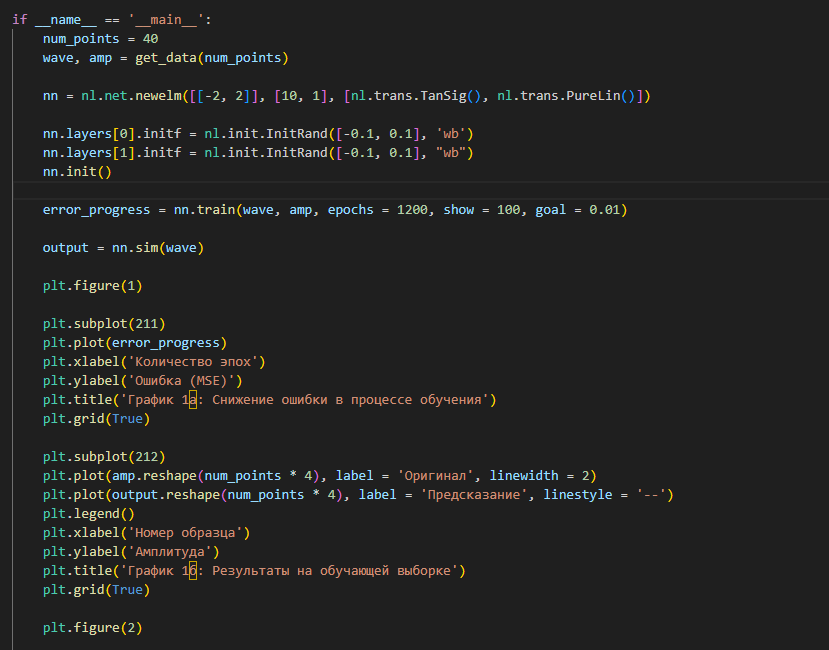 if __name__ == '__main__':
num_points = 40
wave, amp = get_data(num_points)
nn = nl.net.newelm([[-2, 2]], [10, 1], [nl.trans.TanSig(), nl.trans.PureLin()])
nn.layers[0].initf = nl.init.InitRand([-0.1, 0.1], 'wb')
nn.layers[1].initf = nl.init.InitRand([-0.1, 0.1], "wb")
nn.init()
error_progress = nn.train(wave, amp, epochs = 1200, show = 100, goal = 0.01)
output = nn.sim(wave)
plt.figure(1)
plt.subplot(211)
plt.plot(error_progress)
plt.xlabel('Количество эпох')
plt.ylabel('Ошибка (MSE)')
plt.title('График 1а: Снижение ошибки в процессе обучения')
plt.grid(True)
plt.subplot(212)
plt.plot(amp.reshape(num_points * 4), label = 'Оригинал', linewidth = 2)
plt.plot(output.reshape(num_points * 4), label = 'Предсказание', linestyle = '--')
plt.legend()
plt.xlabel('Номер образца')
plt.ylabel('Амплитуда')
plt.title('График 1б: Результаты на обучающей выборке')
plt.grid(True)
plt.figure(2)